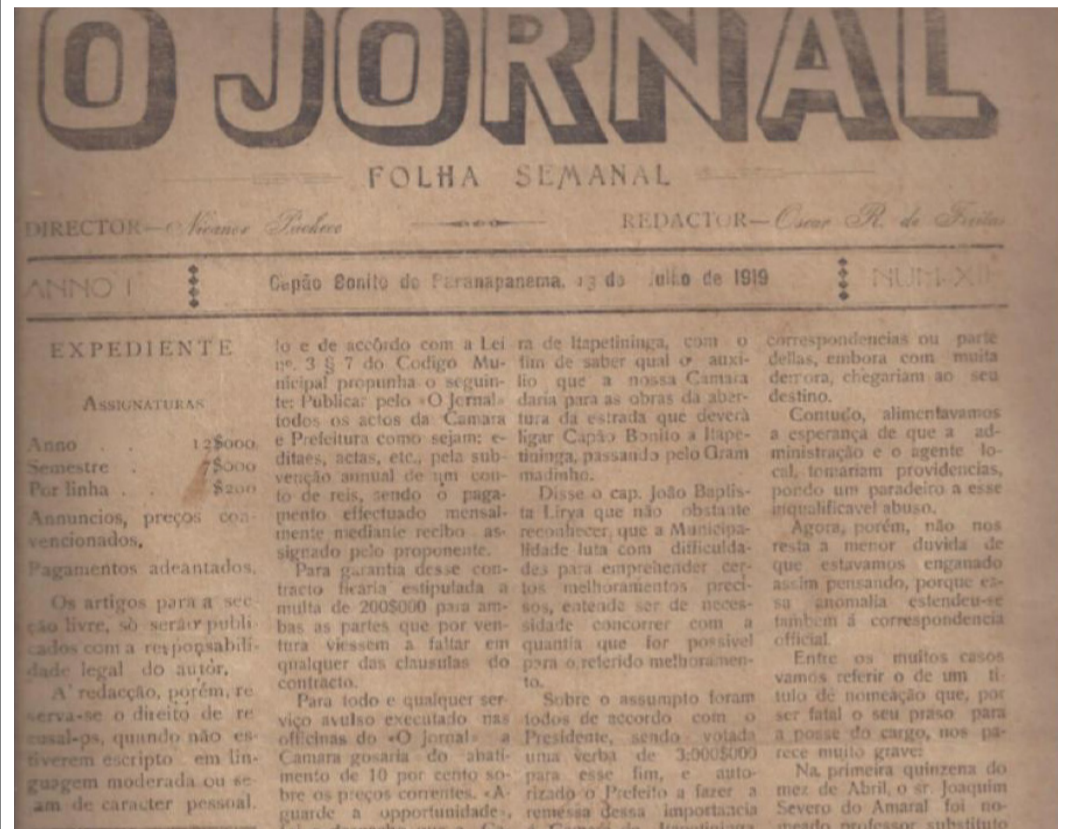 O JORNAL
FOLHA SEMANAL
DIRECTOR—Nicanor Pacheco
REDACTOR—Oscar R. de Freitas
ANNO I
Capão Bonito do Paranapanema, 13 de Julho de 1919
NUM. XII
EXPEDIENTE
ASSIGNATURAS
Anno . . 12$000
Semestre . 7$000
Por linha . . $200
Annuncios, preços con-
vencionados.
Pagamentos adeantados.
Os artigos para a sec-
ção livre, só serão publi-
cados com a responsabili-
dade legal do autor.
A' redacção, porém, re
serva-se o direito de re
cusal-os, quando não es-
tiverem escripto em lin-
guagem moderada ou se-
am de caracter pessoal.
lo e de accôrdo com a Lei
nº. 3 § 7 do Codigo Mu-
nicipal propunha o seguin-
te: Publicar pelo «O Jornal»
todos os actos da Camara
e Prefeitura como sejam: e-
ditaes, actas, etc., pela sub-
venção annual de um con-
to de reis, sendo o paga-
mento effectuado mensal-
mente mediante recibo as-
signado pelo proponente.
Para garantia desse con-
tracto ficaria estipulada a
multa de 200$000 para am-
bas as partes que por ven-
tura viessem a faltar em
qualquer das clausulas do
contracto.
Para todo e qualquer ser-
viço avulso executado nas
officinas do «O Jornal» a
Camara gosaria do abati-
mento de 10 por cento so-
bre os preços correntes. «A-
guarde a opportunidade»,
ra de Itapetininga, com o
fim de saber qual o auxi-
lio que a nossa Camara
daria para as obras da aber-
tura da estrada que deverá
ligar Capão Bonito a Itape-
tininga, passando pelo Gram
madinho.
Disse o cap. João Baptis-
ta Lirya que não obstante
reconhecer, que a Municipa-
lidade luta com difficulda-
des para emprehender cer-
tos melhoramentos preci-
sos, entende ser de neces-
sidade concorrer com a
quantia que for possivel
para o referido melhoramen-
to.
Sobre o assumpto foram
todos de accordo com o
Presidente, sendo votada
uma verba de 3:000$000
para esse fim, e auto-
rizado o Prefeito a fazer a
remessa dessa importancia
á Camara de Itapetininga
correspondencias ou parte
dellas, embora com muita
derrora, chegariam ao seu
destino.
Contudo, alimentavamos
a esperança de que a ad-
ministração e o agente lo-
cal, tomariam providencias,
pondo um paradeiro a esse
inqualificavel abuso.
Agora, porém, não nos
resta a menor duvida de
que estavamos enganado
assim pensando, porque es-
sa anomalia estendeu-se
tambem á correspondencia
official.
Entre os muitos casos
vamos referir o de um ti-
tulo de nomeação que, por
ser fatal o seu praso para
a posse do cargo, nos pa-
rece muito grave:
Na primeira quinzena do
mez de Abril, o sr. Joaquim
Severo do Amaral foi no-
meado professor substituto